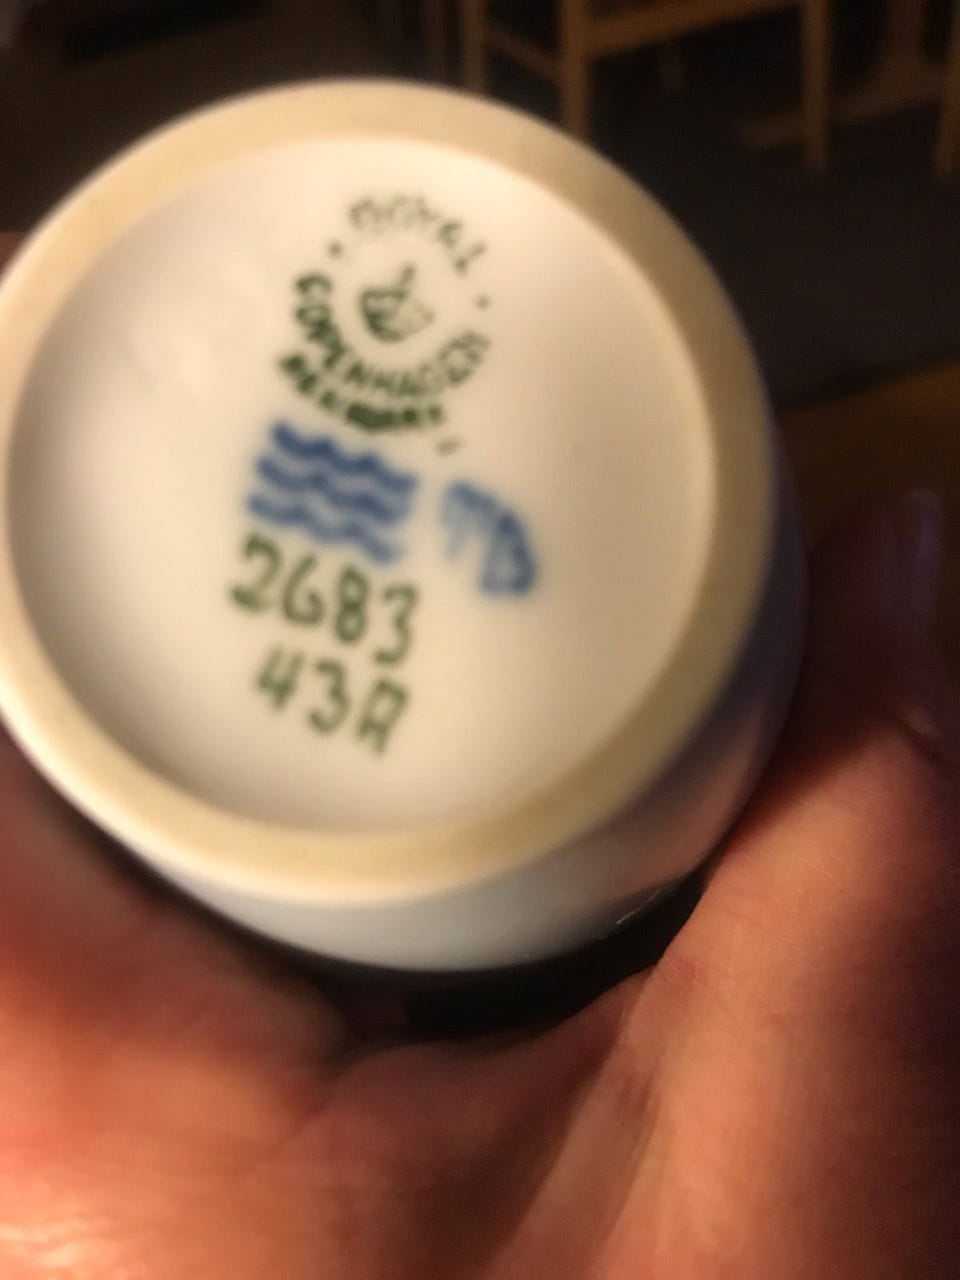 ROYAL
COPENHAGEN
DENMARK
2683
43A